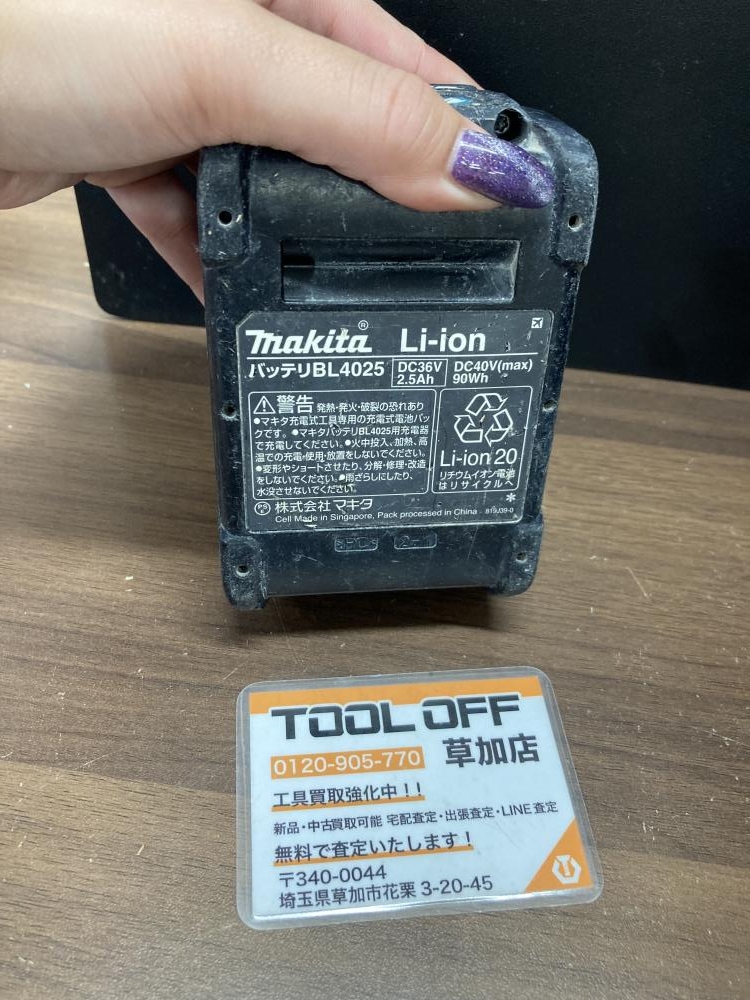 makita® Li-ion
バッテリBL4025
DC36V
2.5Ah
DC40V(max)
90Wh
警告 発熱・発火・破裂の恐れあり
●マキタ充電式工具専用の充電式電池パッ
クです。●マキタバッテリBL4025用充電器
で充電してください。●火中投入、加熱、高
温での充電・使用・放置をしないでください。
●変形やショートさせたり、分解・修理・改造
をしないでください。●雨ざらしにしたり、
水没させないでください。
Li-ion 20
リチウムイオン電池
はリサイクルへ
PS
株式会社 マキタ
*
Cell Made in Singapore, Pack processed in China
819J39-0
>PC<
2-1
TOOL OFF
0120-905-770
草加店
工具買取強化中！！
新品・中古買取可能 宅配査定・出張査定・LINE査定
無料で査定いたします！
〒340-0044
埼玉県草加市花栗 3-20-45